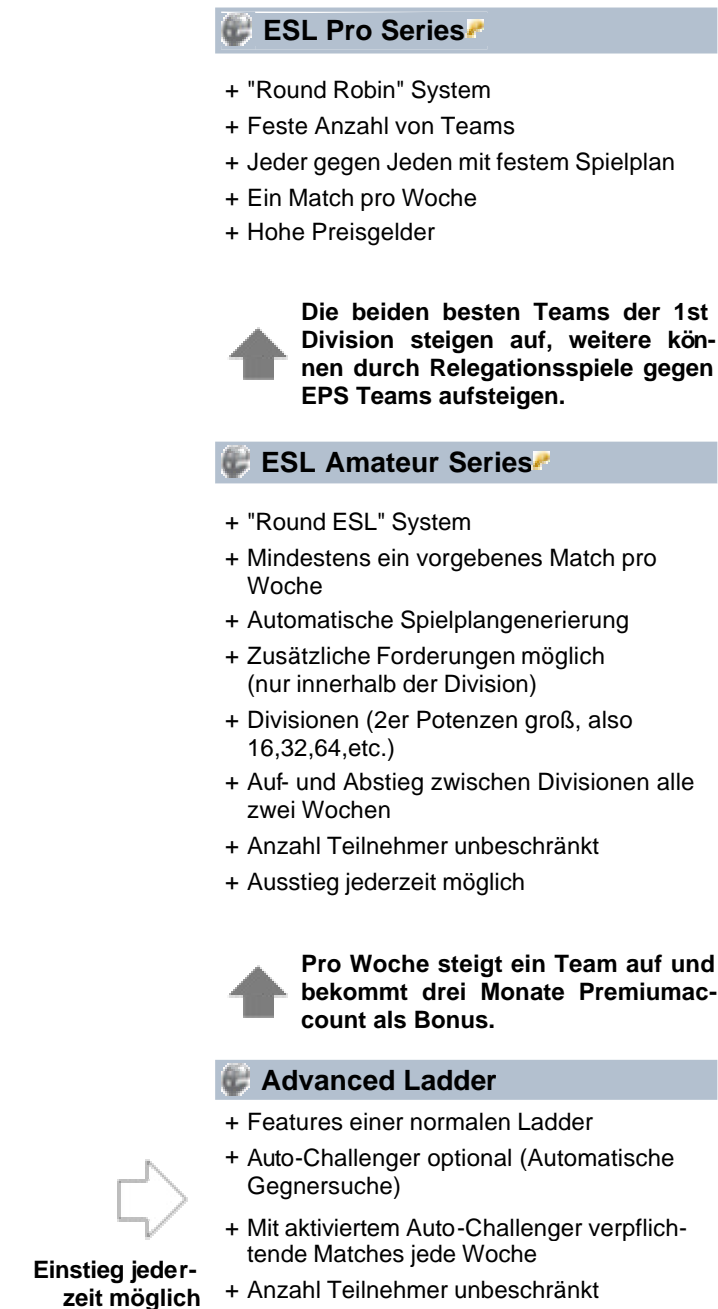 ESL Pro Series
+ "Round Robin" System
+ Feste Anzahl von Teams
+ Jeder gegen Jeden mit festem Spielplan
+ Ein Match pro Woche
+ Hohe Preisgelder
Die beiden besten Teams der 1st
Division steigen auf, weitere kön-
nen durch Relegationsspiele gegen
EPS Teams aufsteigen.
ESL Amateur Series
+ "Round ESL" System
+ Mindestens ein vorgebenes Match pro
Woche
+ Automatische Spielplangenerierung
+ Zusätzliche Forderungen möglich
(nur innerhalb der Division)
+ Divisionen (2er Potenzen groß, also
16,32,64,etc.)
+ Auf- und Abstieg zwischen Divisionen alle
zwei Wochen
+ Anzahl Teilnehmer unbeschränkt
+ Ausstieg jederzeit möglich
Pro Woche steigt ein Team auf und
bekommt drei Monate Premiumac-
count als Bonus.
Advanced Ladder
+ Features einer normalen Ladder
+ Auto-Challenger optional (Automatische
Gegnersuche)
+ Mit aktiviertem Auto-Challenger verpflich-
tende Matches jede Woche
+ Anzahl Teilnehmer unbeschränkt
Einstieg jeder-
zeit möglich